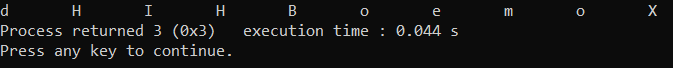 d H I H B o e m o X
Process returned 3 (0x3) execution time : 0.044 s
Press any key to continue.